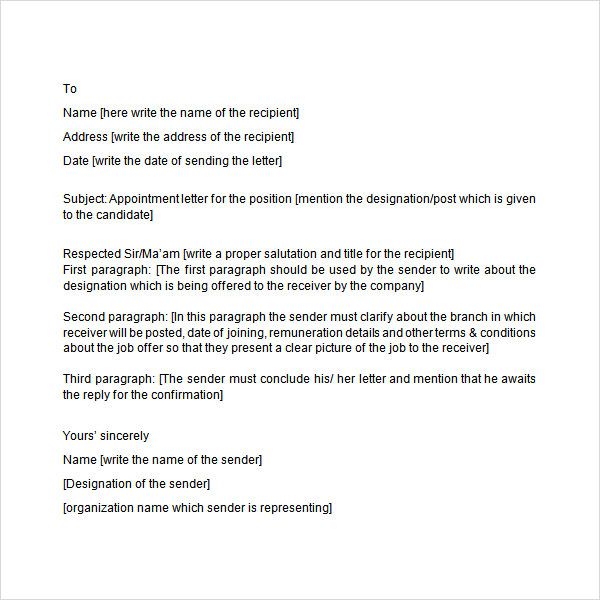 To
Name [here write the name of the recipient]
Address [write the address of the recipient]
Date [write the date of sending the letter]
Subject: Appointment letter for the position [mention the designation/post which is given
to the candidate]
Respected Sir/Ma’am [write a proper salutation and title for the recipient]
First paragraph: [The first paragraph should be used by the sender to write about the
designation which is being offered to the receiver by the company]
Second paragraph: [In this paragraph the sender must clarify about the branch in which
receiver will be posted, date of joining, remuneration details and other terms & conditions
about the job offer so that they present a clear picture of the job to the receiver]
Third paragraph: [The sender must conclude his/ her letter and mention that he awaits
the reply for the confirmation]
Yours’ sincerely
Name [write the name of the sender]
[Designation of the sender]
[organization name which sender is representing]